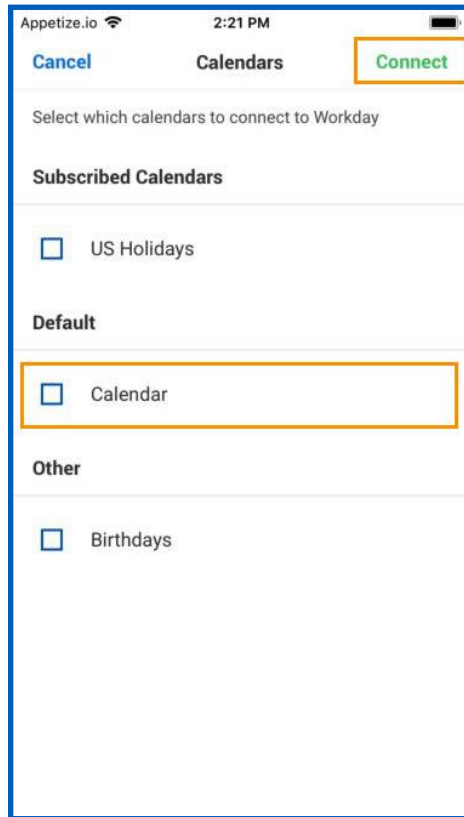 Appetize.io 2:21 PM
Cancel Calendars Connect
Select which calendars to connect to Workday
Subscribed Calendars
US Holidays
Default
Calendar
Other
Birthdays